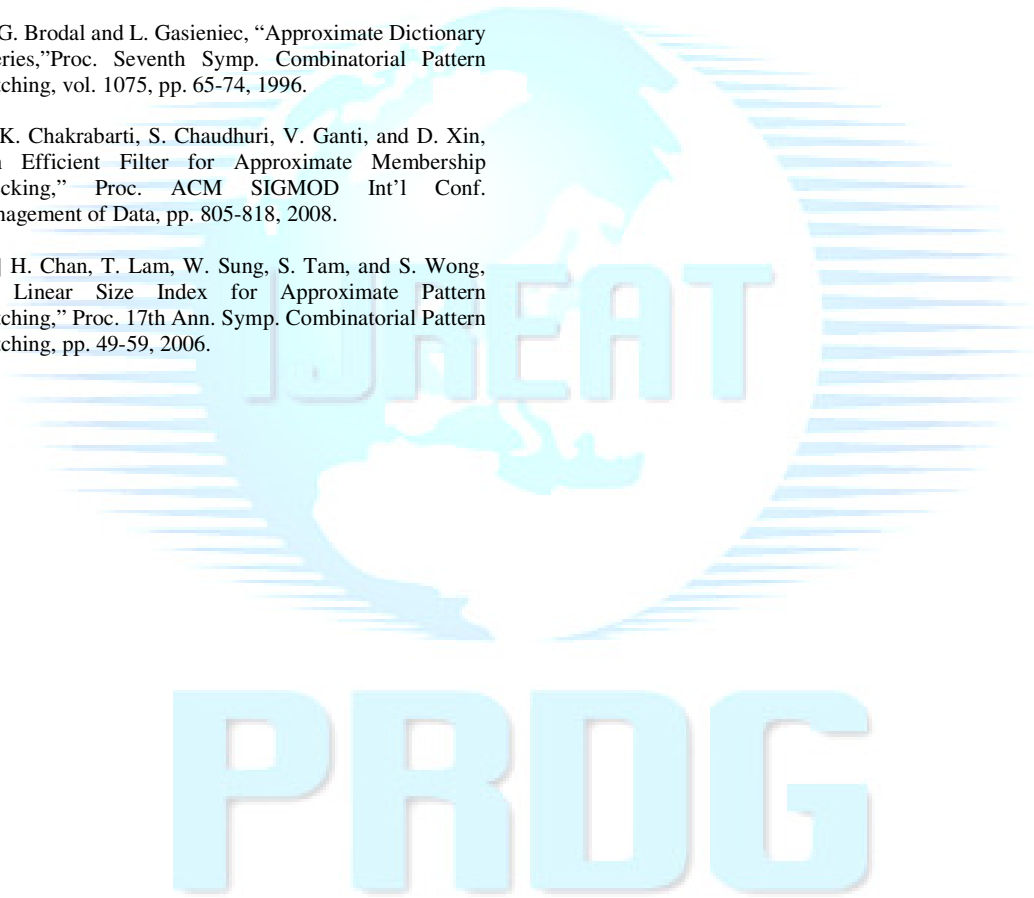 G. Brodal and L. Gasieniec, “Approximate Dictionary
eries,”Proc. Seventh Symp. Combinatorial Pattern
tching, vol. 1075, pp. 65-74, 1996.
K. Chakrabarti, S. Chaudhuri, V. Ganti, and D. Xin,
Efficient Filter for Approximate Membership
cking,” Proc. ACM SIGMOD Int’l Conf.
nagement of Data, pp. 805-818, 2008.
] H. Chan, T. Lam, W. Sung, S. Tam, and S. Wong,
Linear Size Index for Approximate Pattern
tching,” Proc. 17th Ann. Symp. Combinatorial Pattern
tching, pp. 49-59, 2006.
IJREAT
PRDG